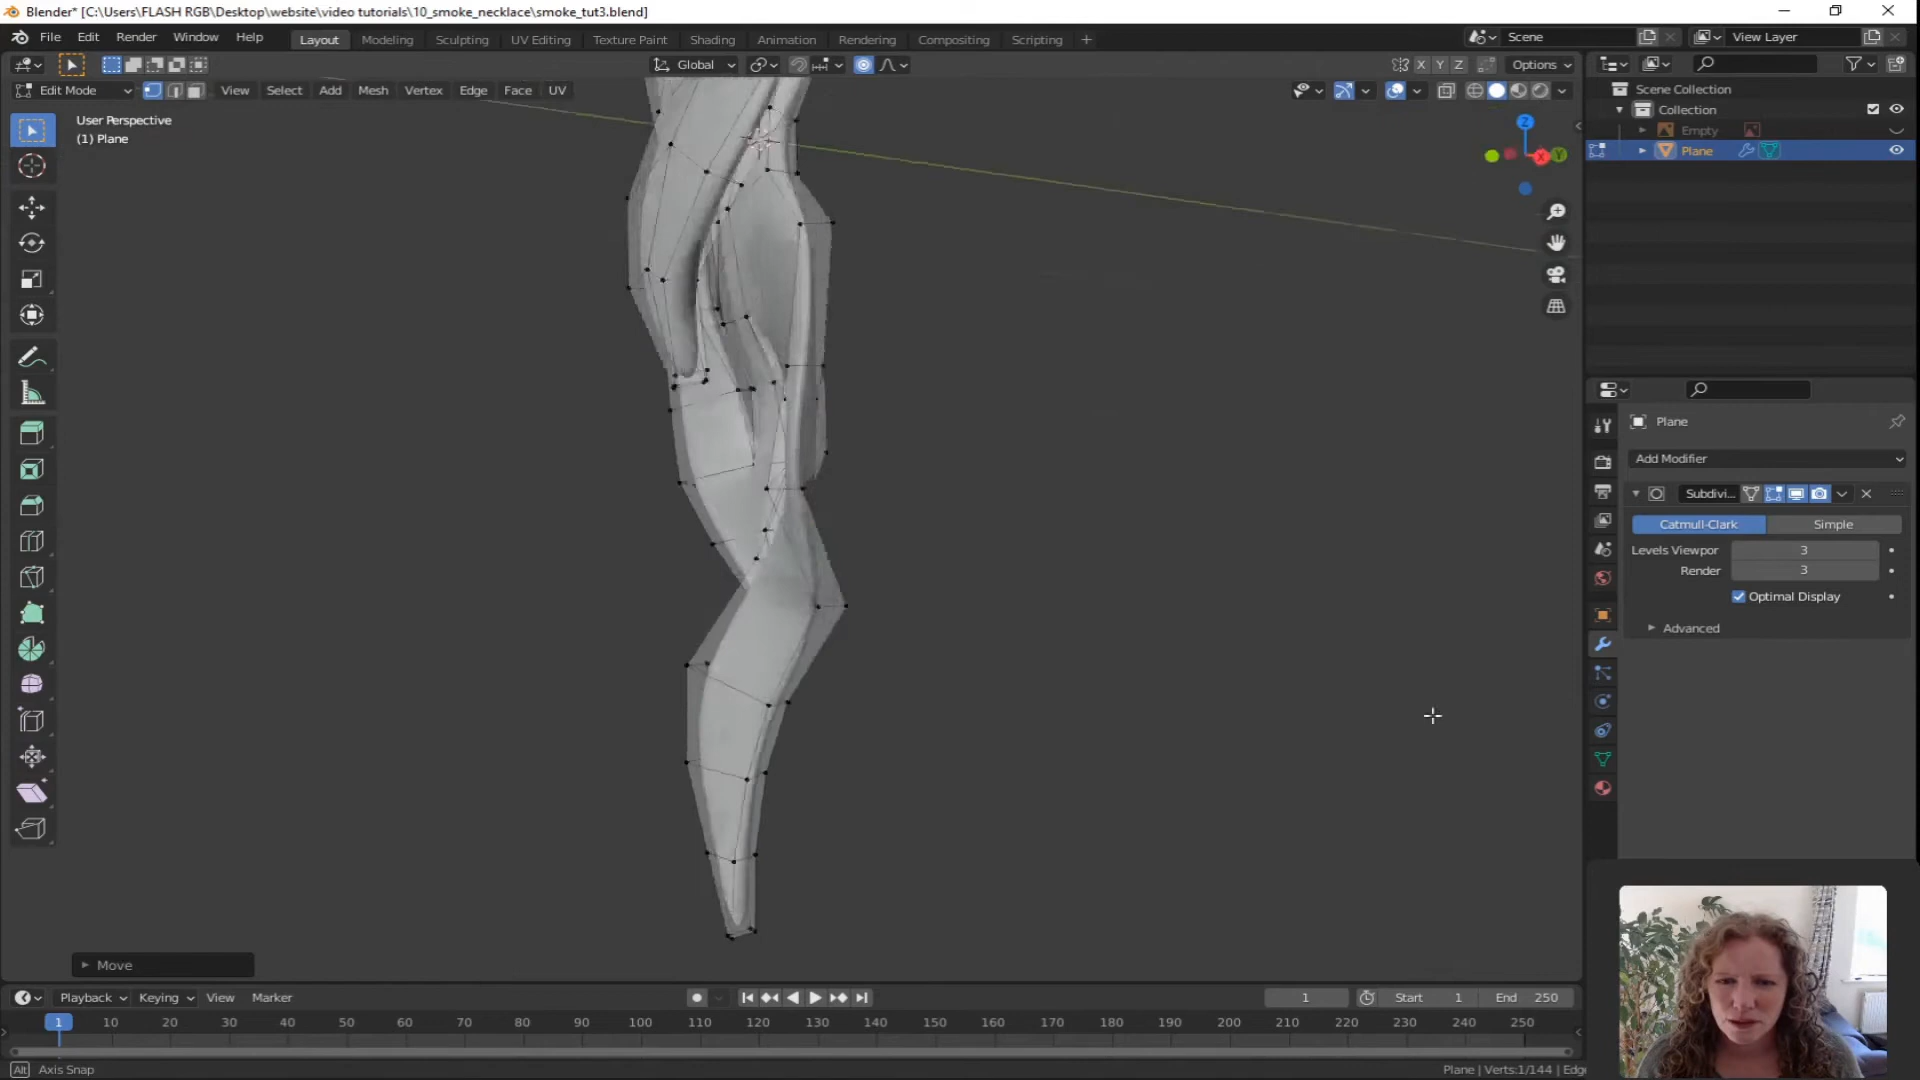 Blender* [C:\Users\FLASH RGB\Desktop\website\video tutorials\10_smoke_necklace\smoke_tut3.blend]
File Edit Render Window Help Layout Modeling Sculpting UV Editing Texture Paint Shading Animation Rendering Compositing Scripting + Scene View Layer
Global X Y Z Options
Edit Mode View Select Add Mesh Vertex Edge Face UV
Scene Collection
Collection
Empty
Plane
User Perspective
(1) Plane
Z
X
Y
Plane
Add Modifier
Subdivi...
Catmull-Clark Simple
Levels Viewpor 3
Render 3
Optimal Display
Advanced
Move
Playback Keying View Marker 1 Start 1 End 250
1 10 20 30 40 50 60 70 80 90 100 110 120 130 140 150 160 170 180 190 200 210 220 230 240 250
Alt Axis Snap Plane | Verts:1/144 | Edge